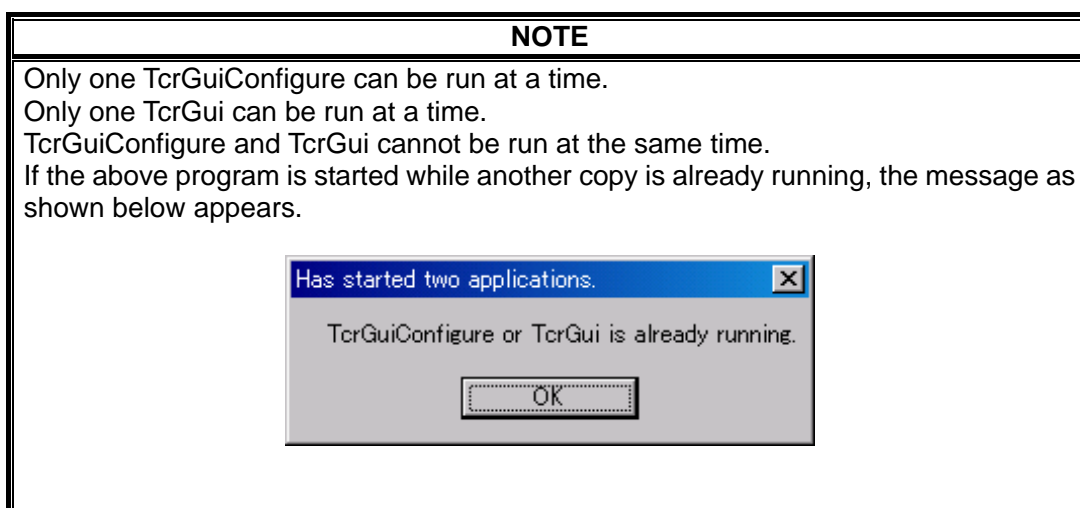 NOTE
Only one TcrGuiConfigure can be run at a time.
Only one TcrGui can be run at a time.
TcrGuiConfigure and TcrGui cannot be run at the same time.
If the above program is started while another copy is already running, the message as
shown below appears.
Has started two applications.
TcrGuiConfigure or TcrGui is already running.
OK